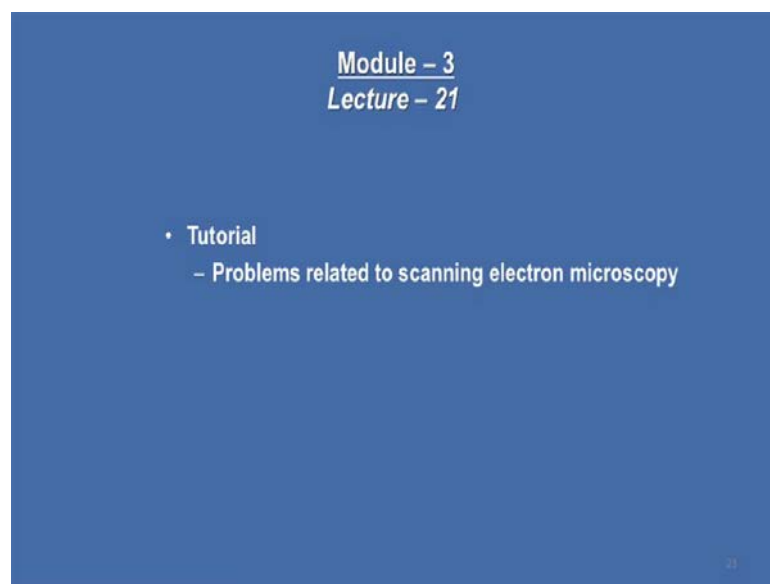 Module – 3
Lecture – 21
• Tutorial
– Problems related to scanning electron microscopy